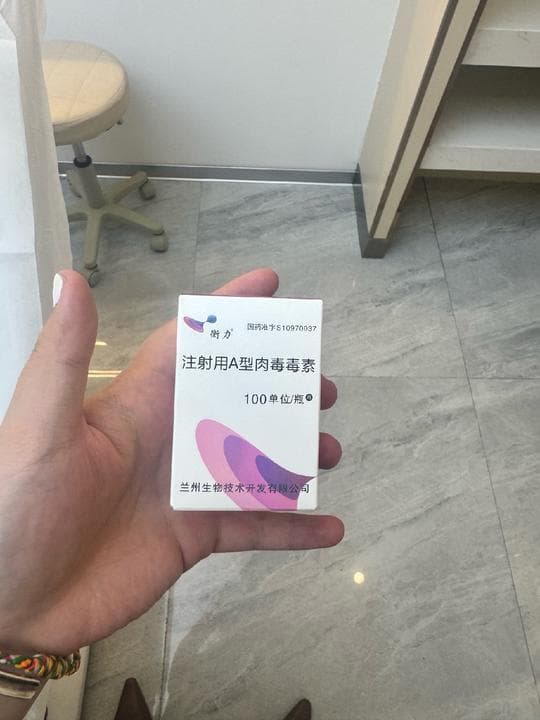 衡力
国药准字S10970037
注射用A型肉毒毒素
100单位/瓶
兰州生物技术开发有限公司